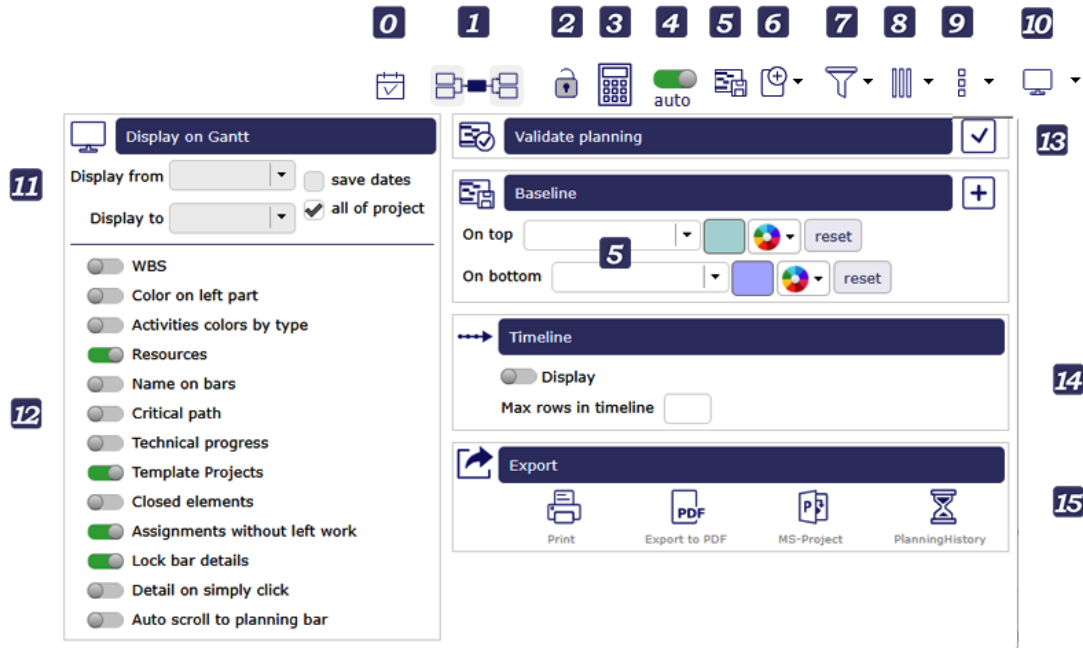 0 1 2 3 4 5 6 7 8 9 10
auto
Display on Gantt
11
Display from
save dates
Display to
all of project
12
WBS
Color on left part
Activities colors by type
Resources
Name on bars
Critical path
Technical progress
Template Projects
Closed elements
Assignments without left work
Lock bar details
Detail on simply click
Auto scroll to planning bar
Validate planning
13
Baseline
On top
reset
5
On bottom
reset
Timeline
Display
14
Max rows in timeline
Export
15
PDF
P
Print
Export to PDF
MS-Project
PlanningHistory